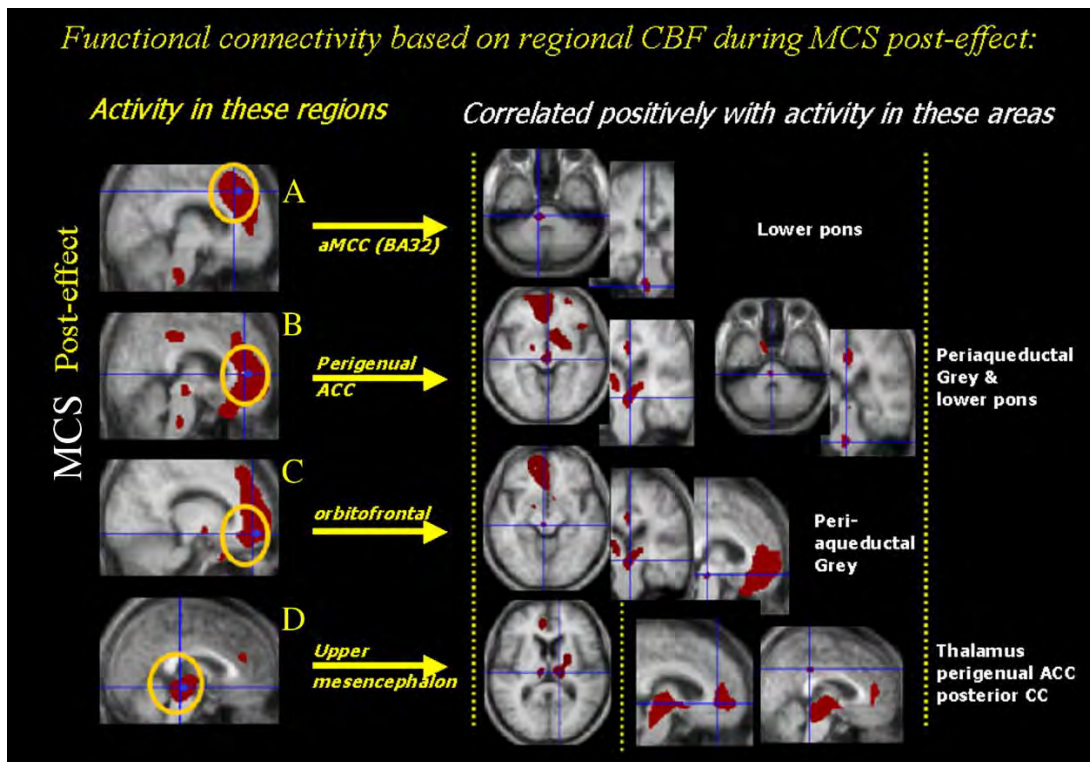 Functional connectivity based on regional CBF during MCS post-effect:
Activity in these regions
Correlated positively with activity in these areas
MCS Post-effect
A
aMCC (BA32)
Lower pons
B
Perigenual
ACC
Periaqueductal
Grey &
lower pons
C
orbitofrontal
Peri-
aqueductal
Grey
D
Upper
mesencephalon
Thalamus
perigenual ACC
posterior CC